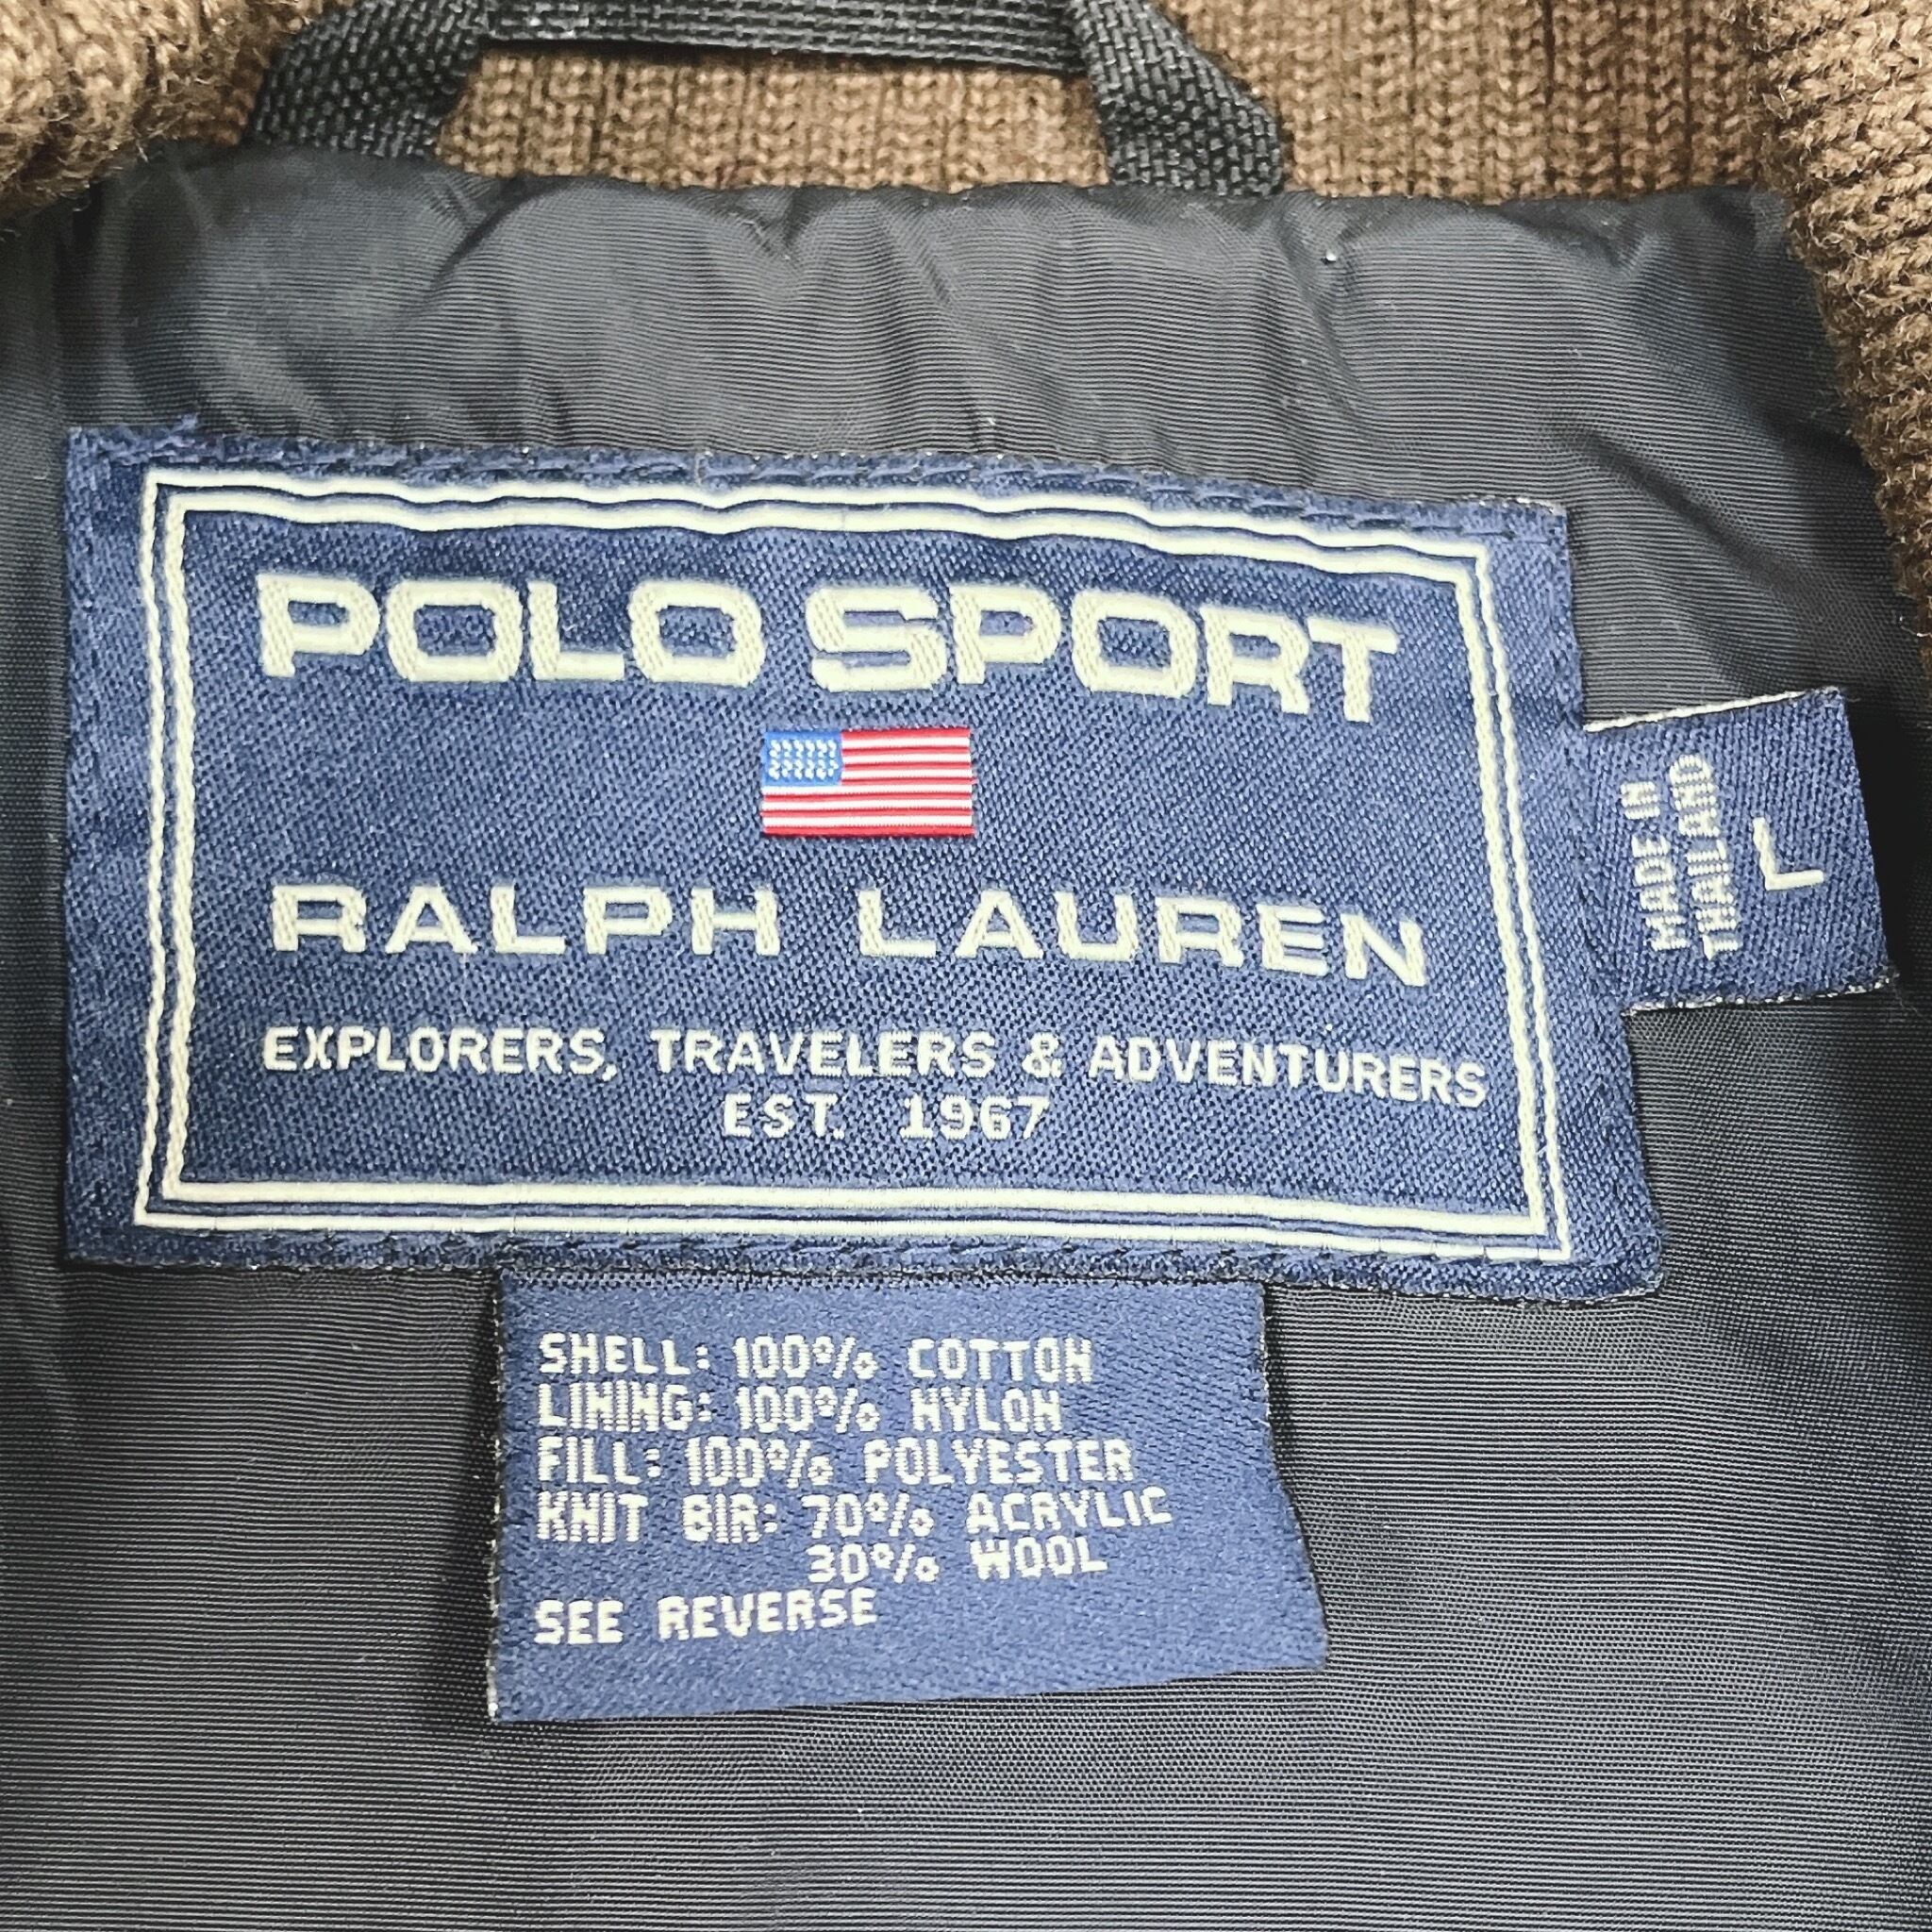 POLO SPORT
RALPH LAUREN
EXPLORERS, TRAVELERS & ADVENTURERS
EST. 1967
MADE IN
THAILAND
L
SHELL: 100% COTTON
LINING: 100% NYLON
FILL: 100% POLYESTER
KNIT BIR: 70% ACRYLIC
30% WOOL
SEE REVERSE